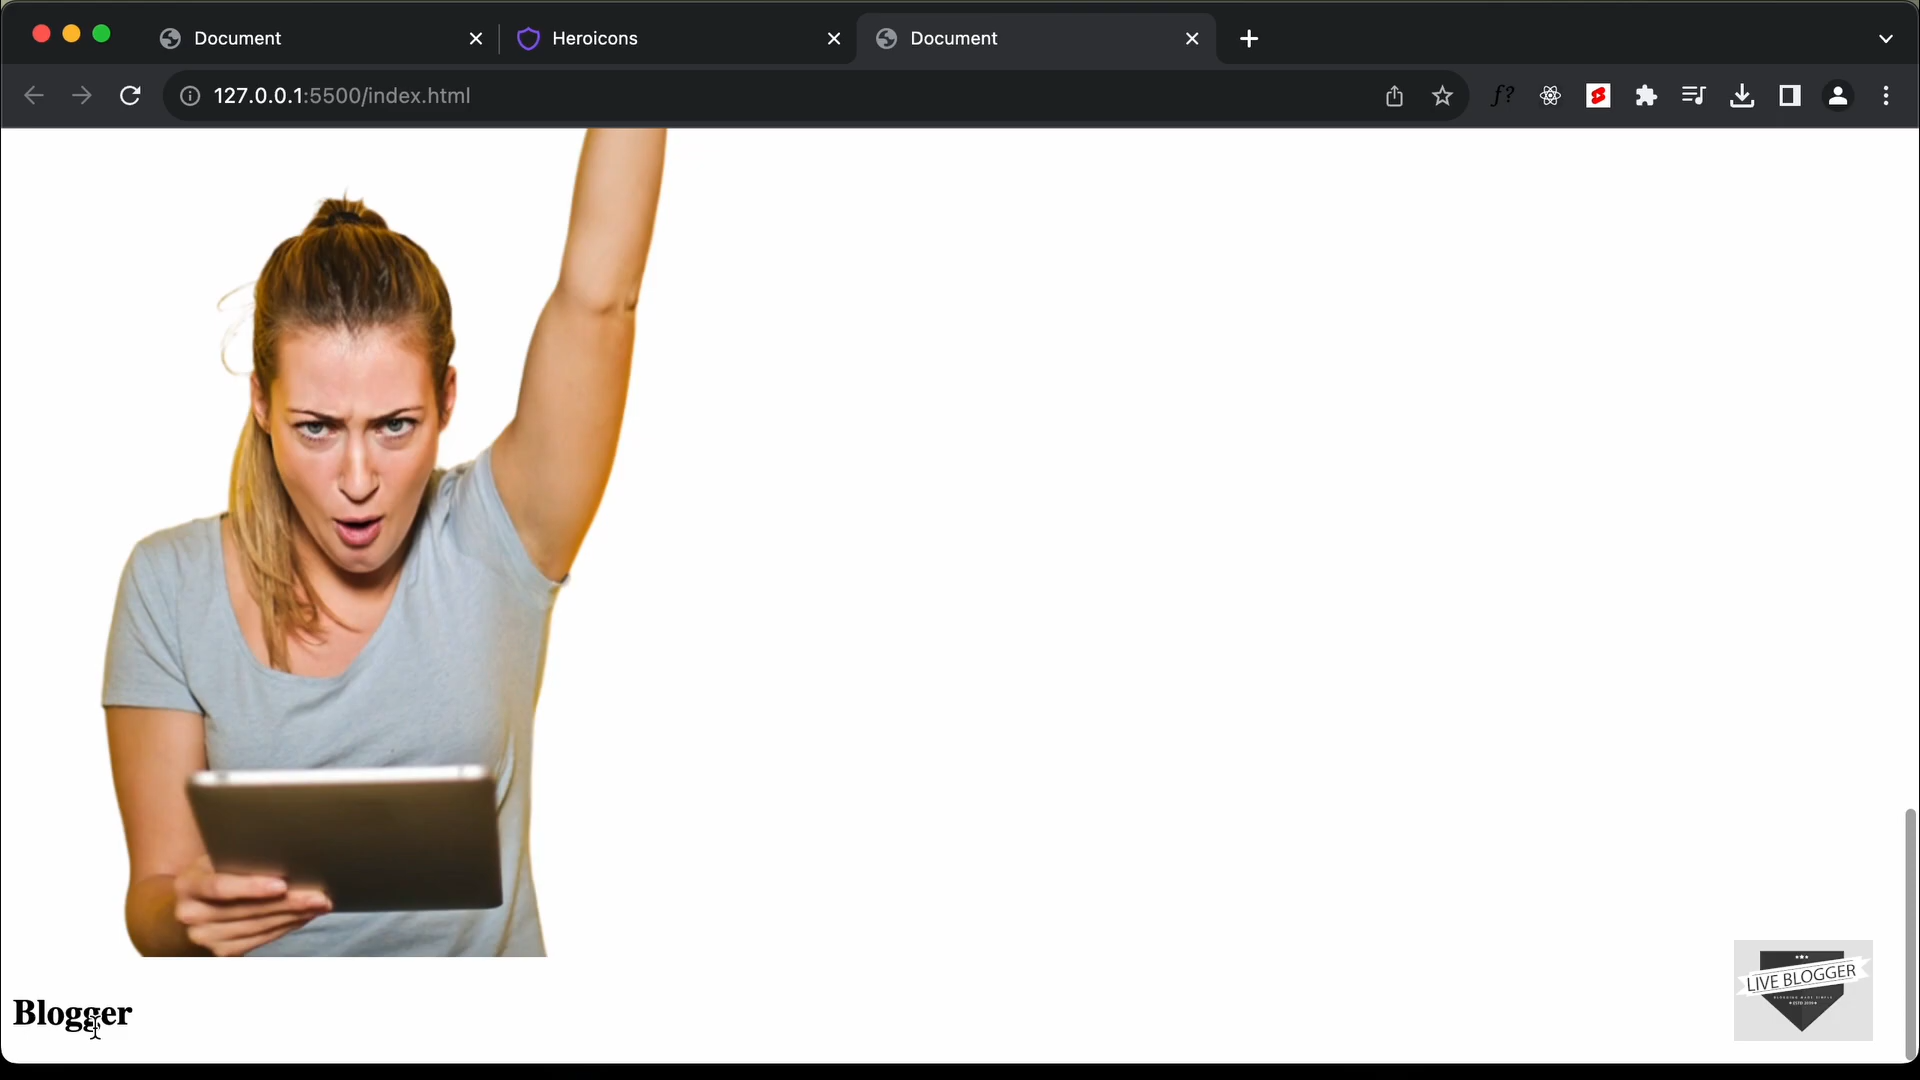 Document
Heroicons
Document
127.0.0.1:5500/index.html
f?
LIVE BLOGGER
Blogger